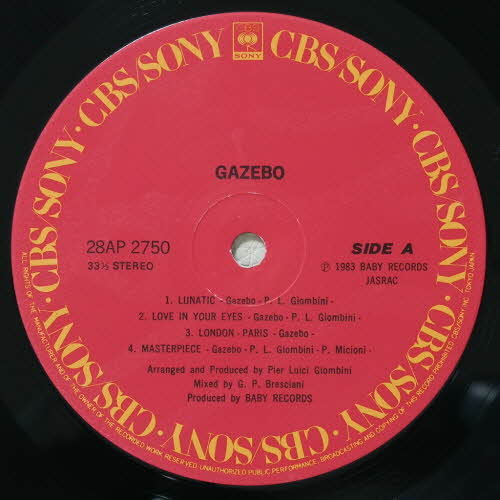 CBS/SONY · CBS/SONY · CBS/SONY · CBS/SONY · CBS/SONY · CBS/SONY · CBS/SONY
CBS
SONY
GAZEBO
28AP 2750
33⅓ STEREO
SIDE A
Ⓟ 1983 BABY RECORDS
JASRAC
1. LUNATIC - Gazebo - P. L. Giombini -
2. LOVE IN YOUR EYES - Gazebo - P. L. Giombini -
3. LONDON - PARIS - Gazebo -
4. MASTERPIECE - Gazebo - P. L. Giombini - P. Micioni -
Arranged and Produced by Pier Luigi Giombini
Mixed by G. P. Bresciani
Produced by BABY RECORDS
ALL RIGHTS OF THE MANUFACTURER AND OF THE OWNER OF THE RECORDED WORK RESERVED. UNAUTHORIZED PUBLIC PERFORMANCE, BROADCASTING AND COPYING OF THIS RECORD PROHIBITED. CBS/SONY INC. TOKYO JAPAN